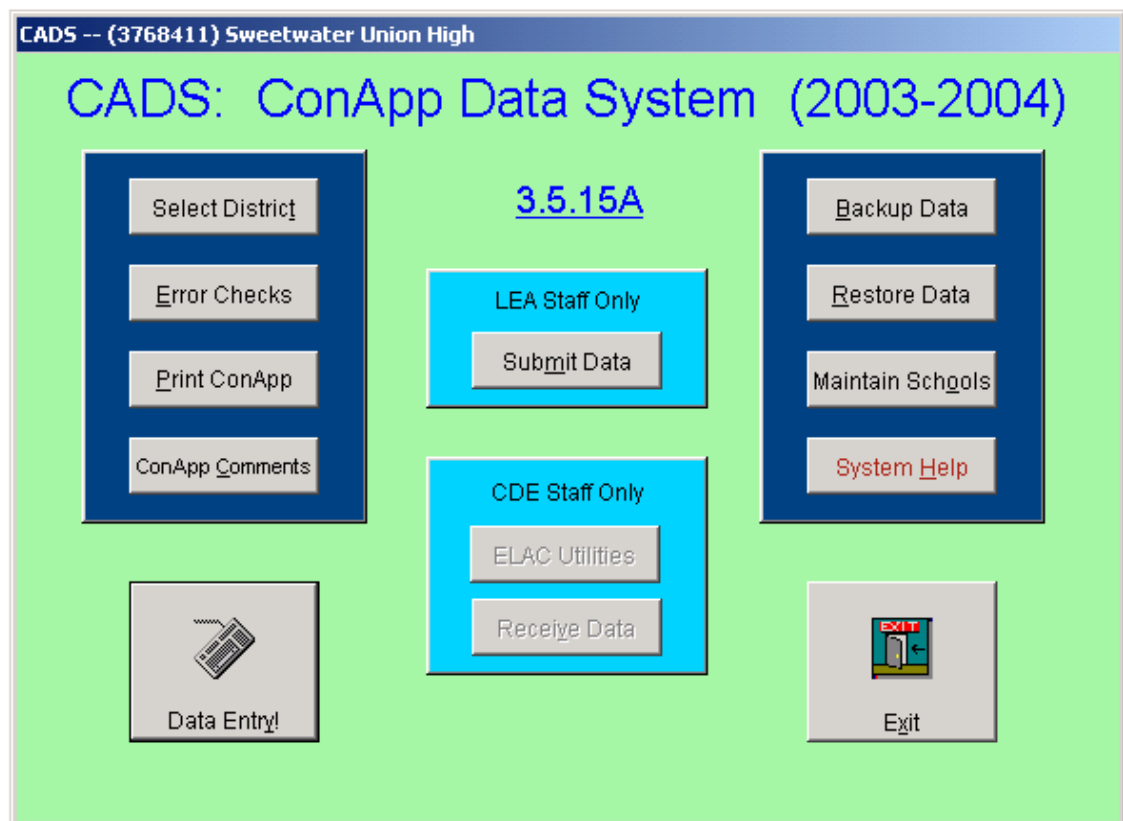 CADS -- (3768411) Sweetwater Union High
CADS: ConApp Data System (2003-2004)
Select District
Error Checks
Print ConApp
ConApp Comments
3.5.15A
LEA Staff Only
Submit Data
CDE Staff Only
ELAC Utilities
Receive Data
Backup Data
Restore Data
Maintain Schools
System Help
Data Entry!
EXIT
Exit